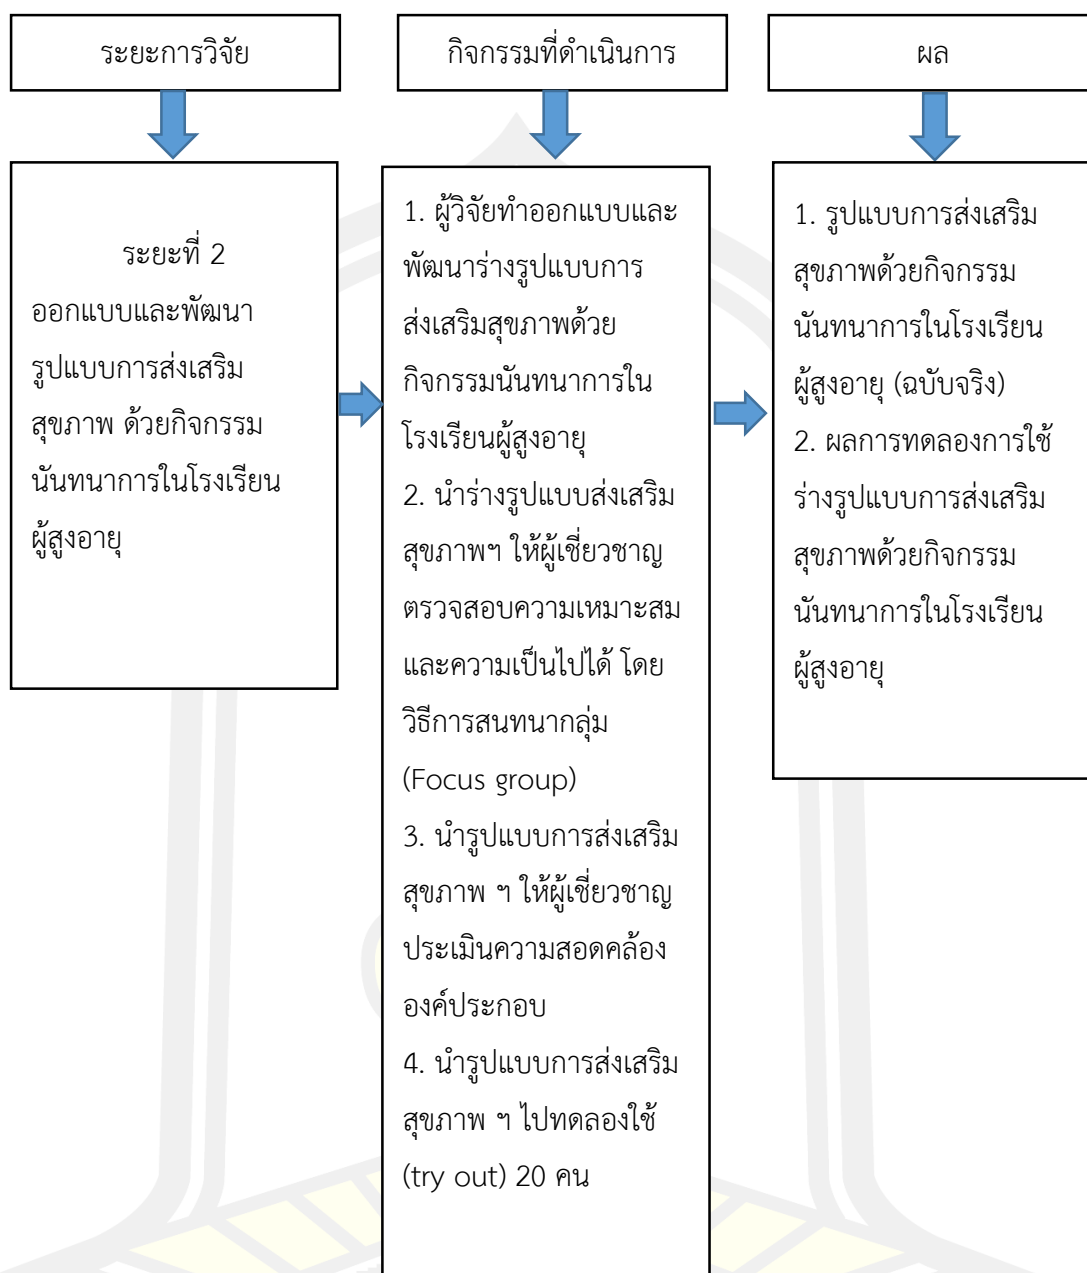 ระยะการวิจัย
กิจกรรมที่ดำเนินการ
ผล
ระยะที่ 2
ออกแบบและพัฒนา
รูปแบบการส่งเสริม
สุขภาพ ด้วยกิจกรรม
นันทนาการในโรงเรียน
ผู้สูงอายุ
1. ผู้วิจัยทำออกแบบและ
พัฒนาร่างรูปแบบการ
ส่งเสริมสุขภาพด้วย
กิจกรรมนันทนาการใน
โรงเรียนผู้สูงอายุ
2. นำร่างรูปแบบส่งเสริม
สุขภาพฯ ให้ผู้เชี่ยวชาญ
ตรวจสอบความเหมาะสม
และความเป็นไปได้ โดย
วิธีการสนทนากลุ่ม
(Focus group)
3. นำรูปแบบการส่งเสริม
สุขภาพ ฯ ให้ผู้เชี่ยวชาญ
ประเมินความสอดคล้อง
องค์ประกอบ
4. นำรูปแบบการส่งเสริม
สุขภาพ ฯ ไปทดลองใช้
(try out) 20 คน
1. รูปแบบการส่งเสริม
สุขภาพด้วยกิจกรรม
นันทนาการในโรงเรียน
ผู้สูงอายุ (ฉบับจริง)
2. ผลการทดลองการใช้
ร่างรูปแบบการส่งเสริม
สุขภาพด้วยกิจกรรม
นันทนาการในโรงเรียน
ผู้สูงอายุ